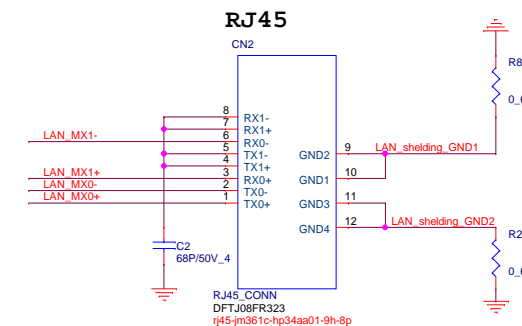 RJ45
CN2
R8
0_6
8 RX1-
7 RX1+
LAN_MX1- 6 RX0-
5 TX1-
4 TX1+
LAN_MX1+ 3 RX0+
LAN_MX0- 2 TX0-
LAN_MX0+ 1 TX0+
GND2 9 LAN_shelding_GND1
GND1 10
GND3 11
GND4 12 LAN_shelding_GND2
R2
0_6
C2
68P/50V_4
RJ45_CONN
DFTJ08FR323
rj45-jm361c-hp34aa01-9h-8p